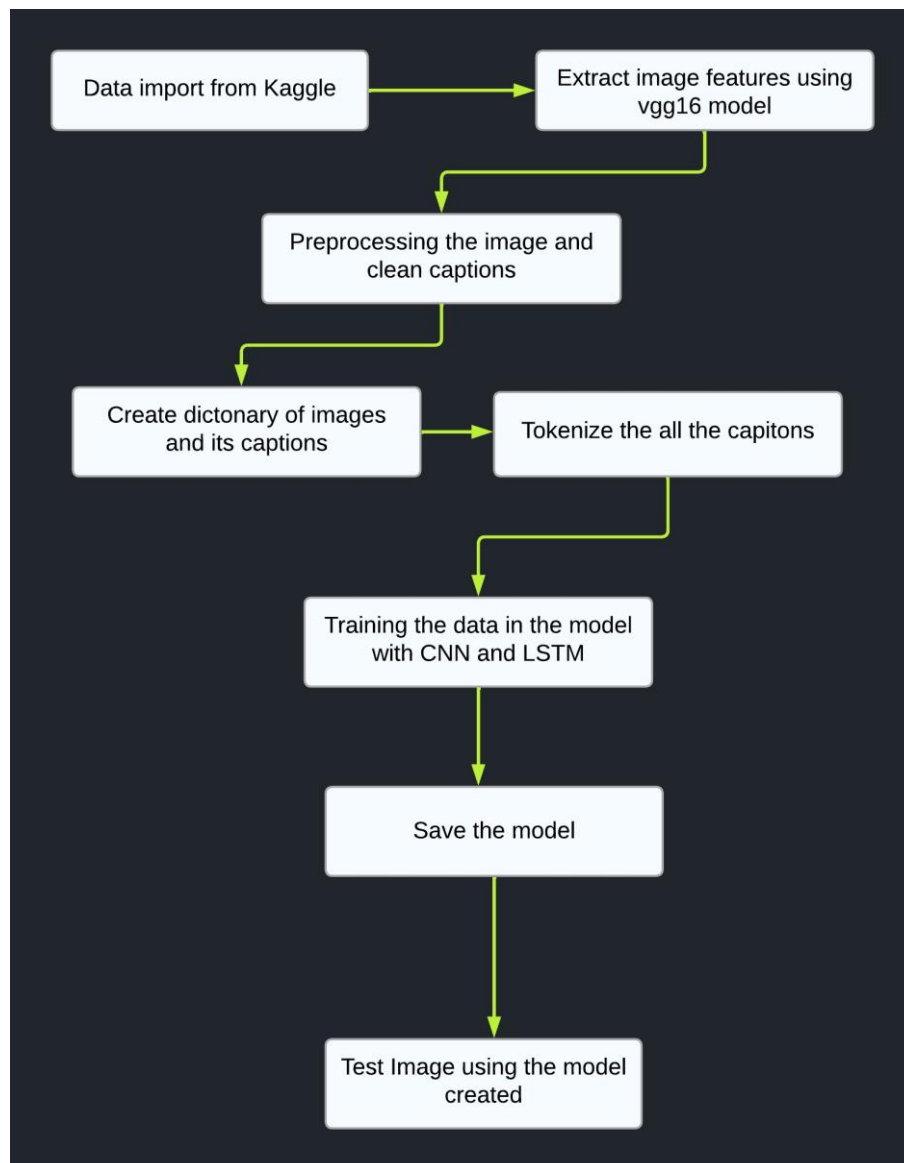 Data import from Kaggle
Extract image features using
vgg16 model
Preprocessing the image and
clean captions
Create dictonary of images
and its captions
Tokenize the all the capitons
Training the data in the model
with CNN and LSTM
Save the model
Test Image using the model
created